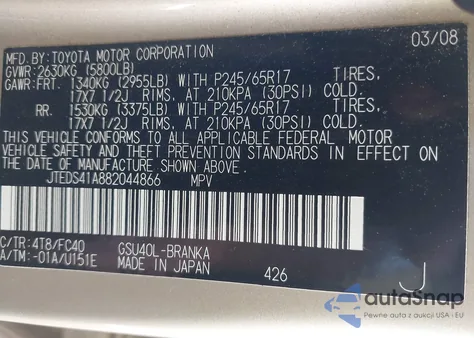 MFD. BY: TOYOTA MOTOR CORPORATION 03/08
GVWR: 2630KG (5800LB)
GAWR: FRT. 1340KG (2955LB) WITH P245/65R17 TIRES,
17X7 1/2J RIMS, AT 210KPA (30PSI) COLD.
RR. 1530KG (3375LB) WITH P245/65R17 TIRES,
17X7 1/2J RIMS, AT 210KPA (30PSI) COLD.
THIS VEHICLE CONFORMS TO ALL APPLICABLE FEDERAL MOTOR
VEHICLE SAFETY AND THEFT PREVENTION STANDARDS IN EFFECT ON
THE DATE OF MANUFACTURE SHOWN ABOVE.
JTEDS41A882044866 MPV
C/TR: 4T8/FC40 GSU40L-BRANKA
A/TM: -01A/U151E MADE IN JAPAN 426
J
autoSnap
Pewne auta z aukcji USA - EU